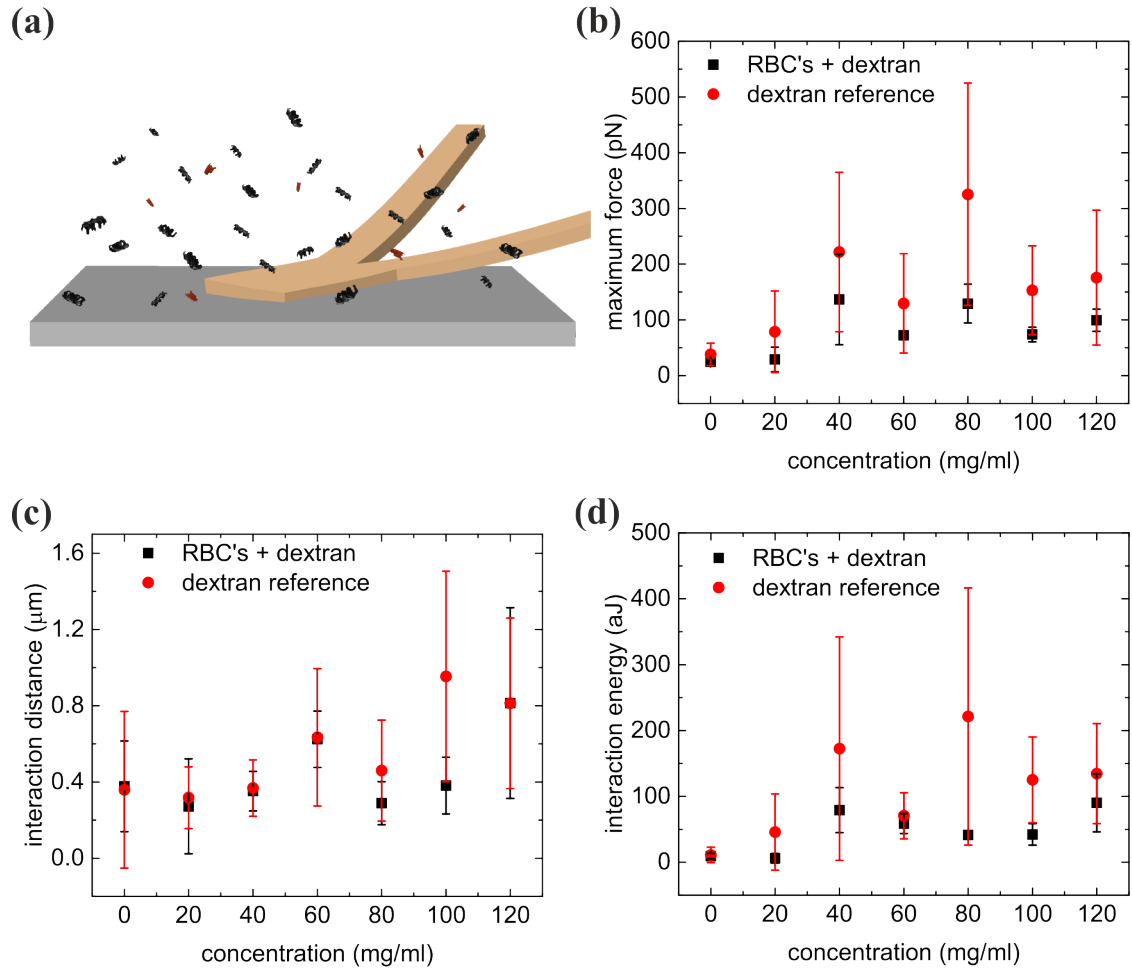 (a)
(b)
600
500
400
300
200
100
0
maximum force (pN)
RBC's + dextran
dextran reference
0 20 40 60 80 100 120
concentration (mg/ml)
(c)
1.6
1.2
0.8
0.4
0.0
interaction distance (μm)
RBC's + dextran
dextran reference
0 20 40 60 80 100 120
concentration (mg/ml)
(d)
500
400
300
200
100
0
interaction energy (aJ)
RBC's + dextran
dextran reference
0 20 40 60 80 100 120
concentration (mg/ml)